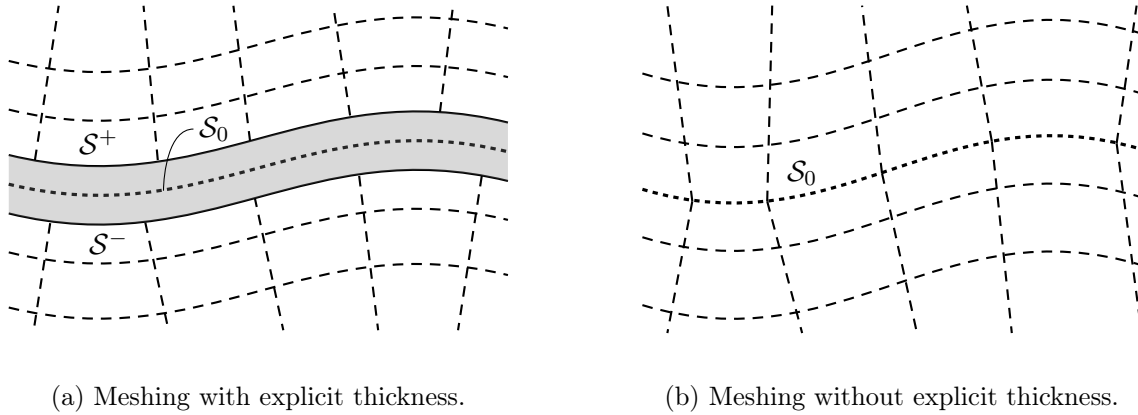 S⁺
S₀
S⁻
S₀
(a) Meshing with explicit thickness.
(b) Meshing without explicit thickness.